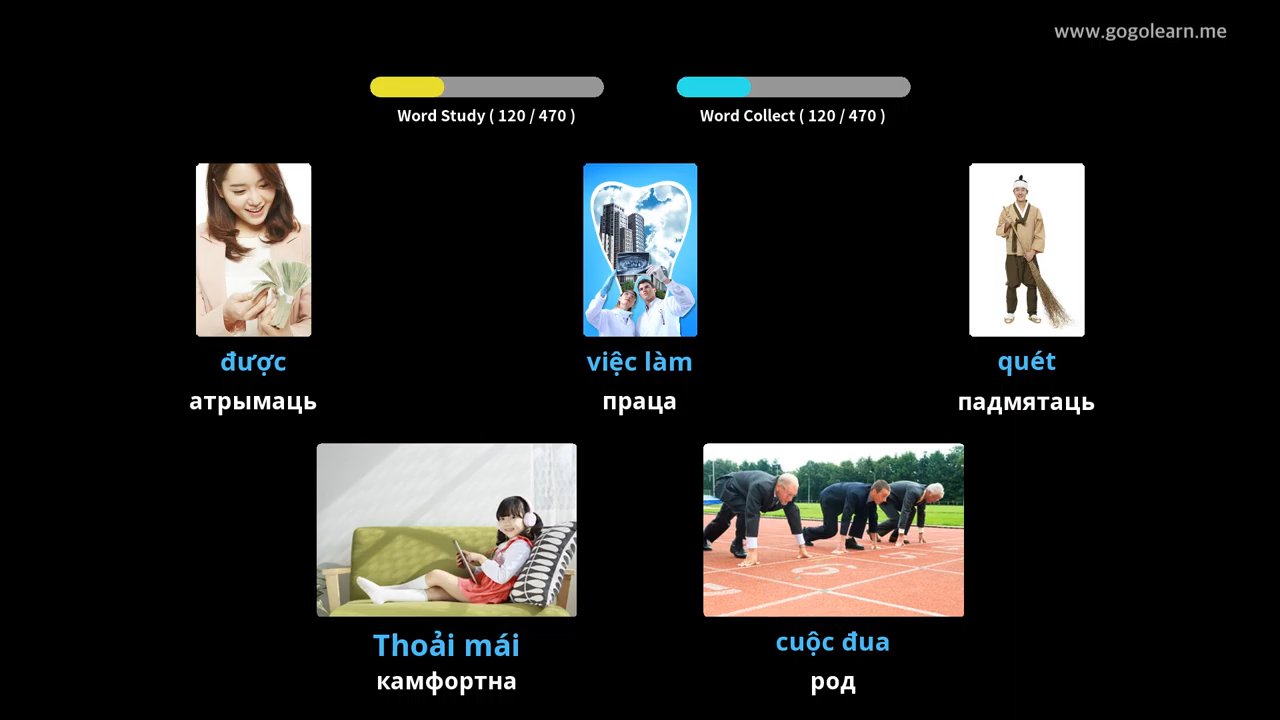 www.gogolearn.me
Word Study ( 120 / 470 )
Word Collect ( 120 / 470 )
được
việc làm
quét
атрымаць
праца
падмятаць
Thoải mái
cuộc đua
камфортна
род